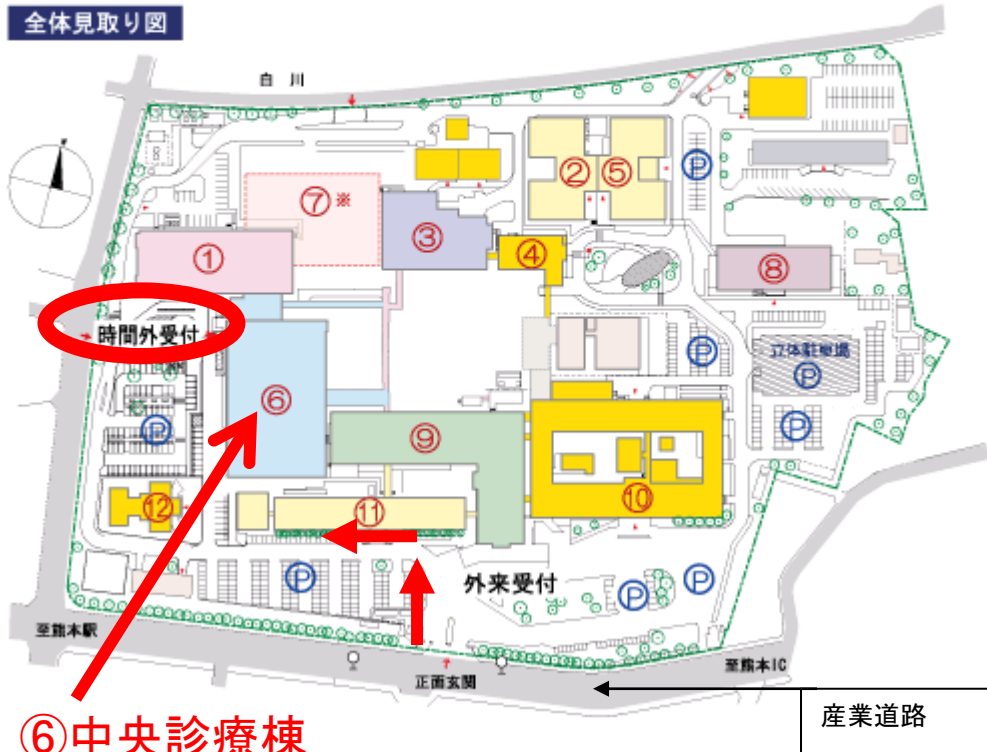 全体見取り図
白川
⑦※
②
⑤
Ⓟ
③
④
①
⑧
時間外受付
Ⓟ
立体駐車場
Ⓟ
⑥
Ⓟ
⑨
Ⓟ
⑫
⑪
⑩
外来受付
Ⓟ
Ⓟ
Ⓟ
至熊本駅
正面玄関
至熊本IC
産業道路
⑥中央診療棟